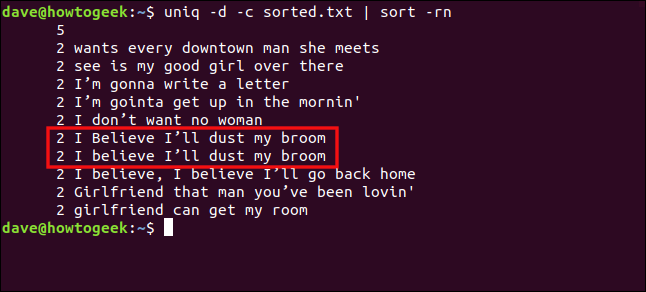 dave@howtogeek:~$ uniq -d -c sorted.txt | sort -rn
5
2 wants every downtown man she meets
2 see is my good girl over there
2 I’m gonna write a letter
2 I’m gointa get up in the mornin'
2 I don’t want no woman
2 I Believe I’ll dust my broom
2 I believe I’ll dust my broom
2 I believe, I believe I’ll go back home
2 Girlfriend that man you’ve been lovin'
2 girlfriend can get my room
dave@howtogeek:~$